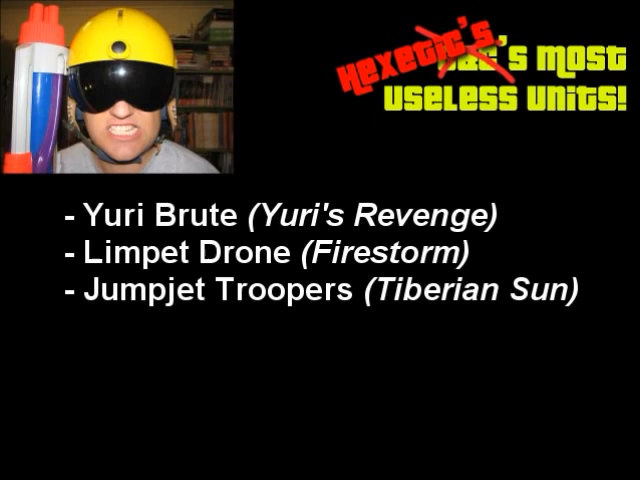 Hexetic's
C&C's most
useless units!
- Yuri Brute (Yuri's Revenge)
- Limpet Drone (Firestorm)
- Jumpjet Troopers (Tiberian Sun)